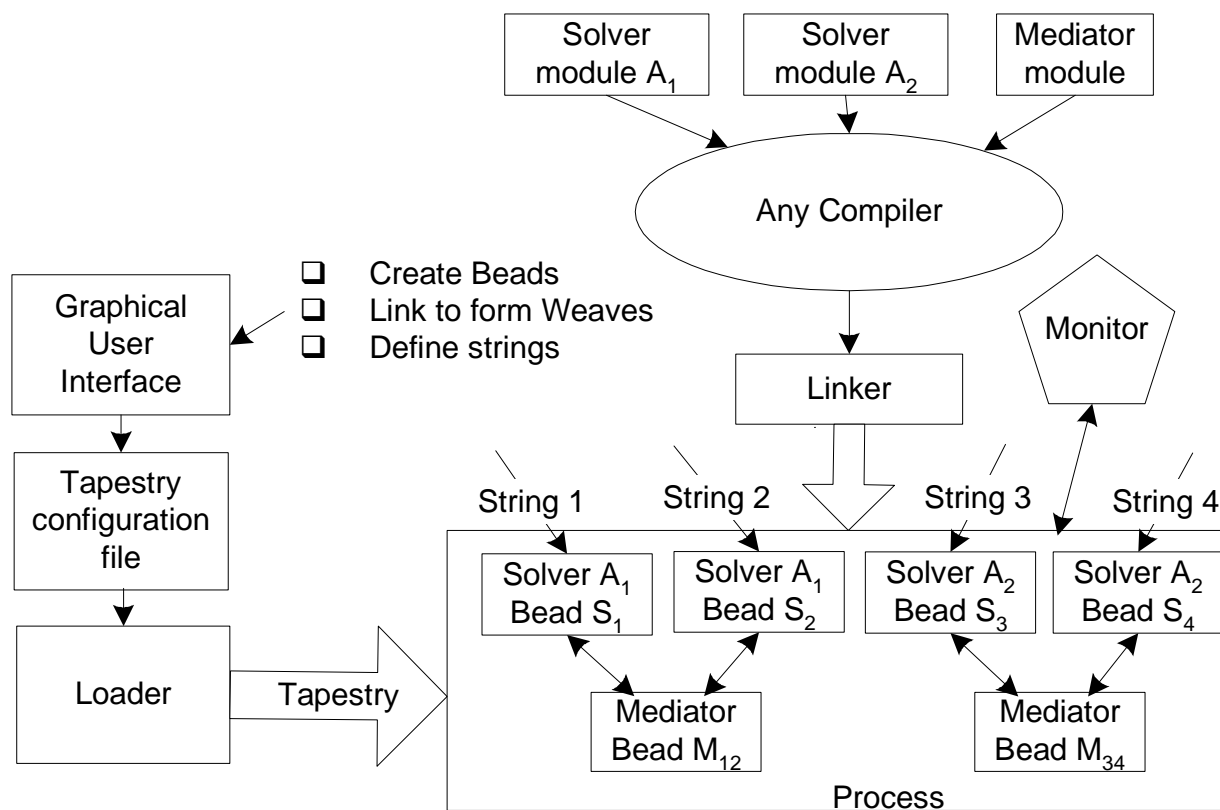 Solver
module A₁
Solver
module A₂
Mediator
module
Any Compiler
❑ Create Beads
❑ Link to form Weaves
❑ Define strings
Graphical
User
Interface
Monitor
Linker
Tapestry
configuration
file
String 1
String 2
String 3
String 4
Solver A₁
Bead S₁
Solver A₁
Bead S₂
Solver A₂
Bead S₃
Solver A₂
Bead S₄
Loader
Tapestry
Mediator
Bead M₁₂
Mediator
Bead M₃₄
Process